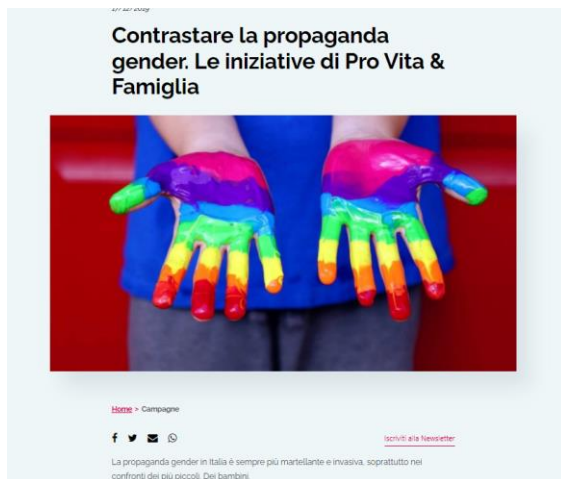 Contrastare la propaganda
gender. Le iniziative di Pro Vita &
Famiglia
Home > Campagne
Iscriviti alla Newsletter
La propaganda gender in Italia è sempre più martellante e invasiva, soprattutto nei
confronti dei più piccoli. Dei bambini.